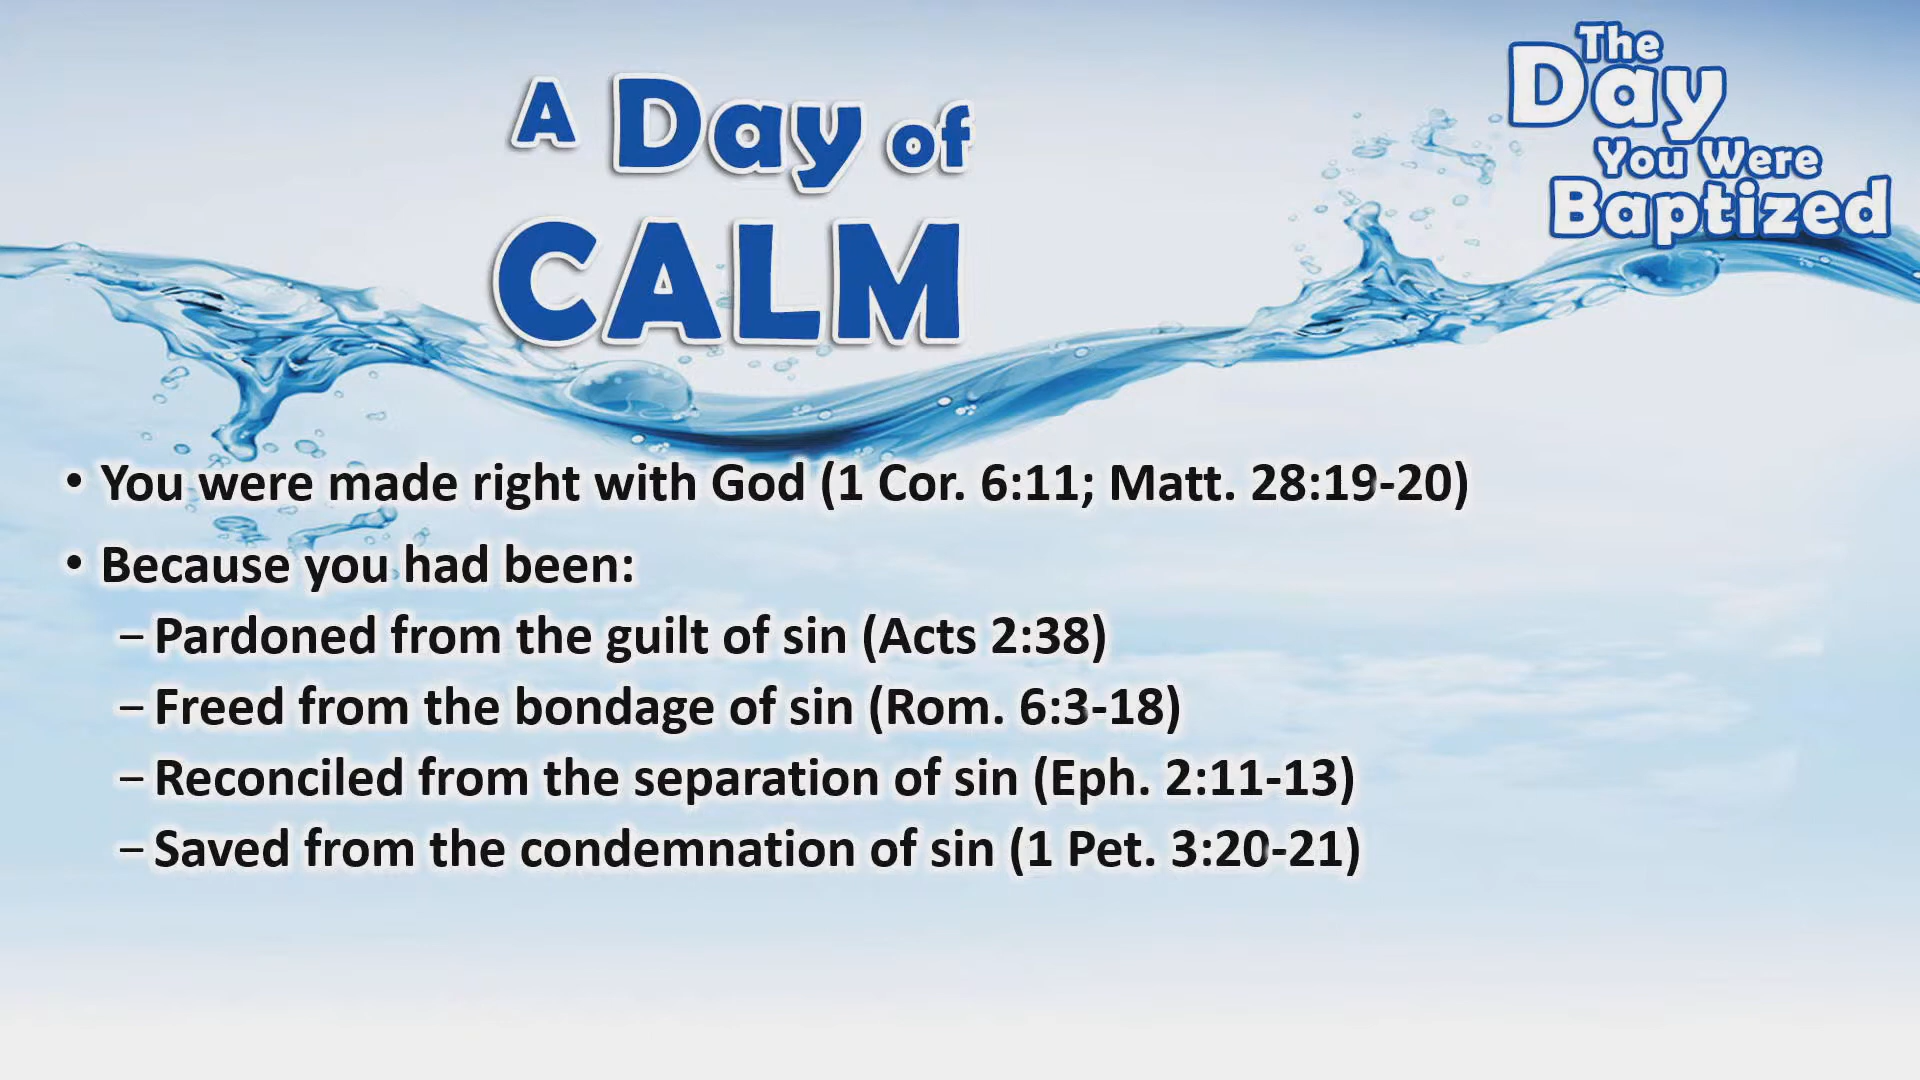 The
Day
You Were
Baptized
A Day of
CALM
• You were made right with God (1 Cor. 6:11; Matt. 28:19-20)
• Because you had been:
– Pardoned from the guilt of sin (Acts 2:38)
– Freed from the bondage of sin (Rom. 6:3-18)
– Reconciled from the separation of sin (Eph. 2:11-13)
– Saved from the condemnation of sin (1 Pet. 3:20-21)